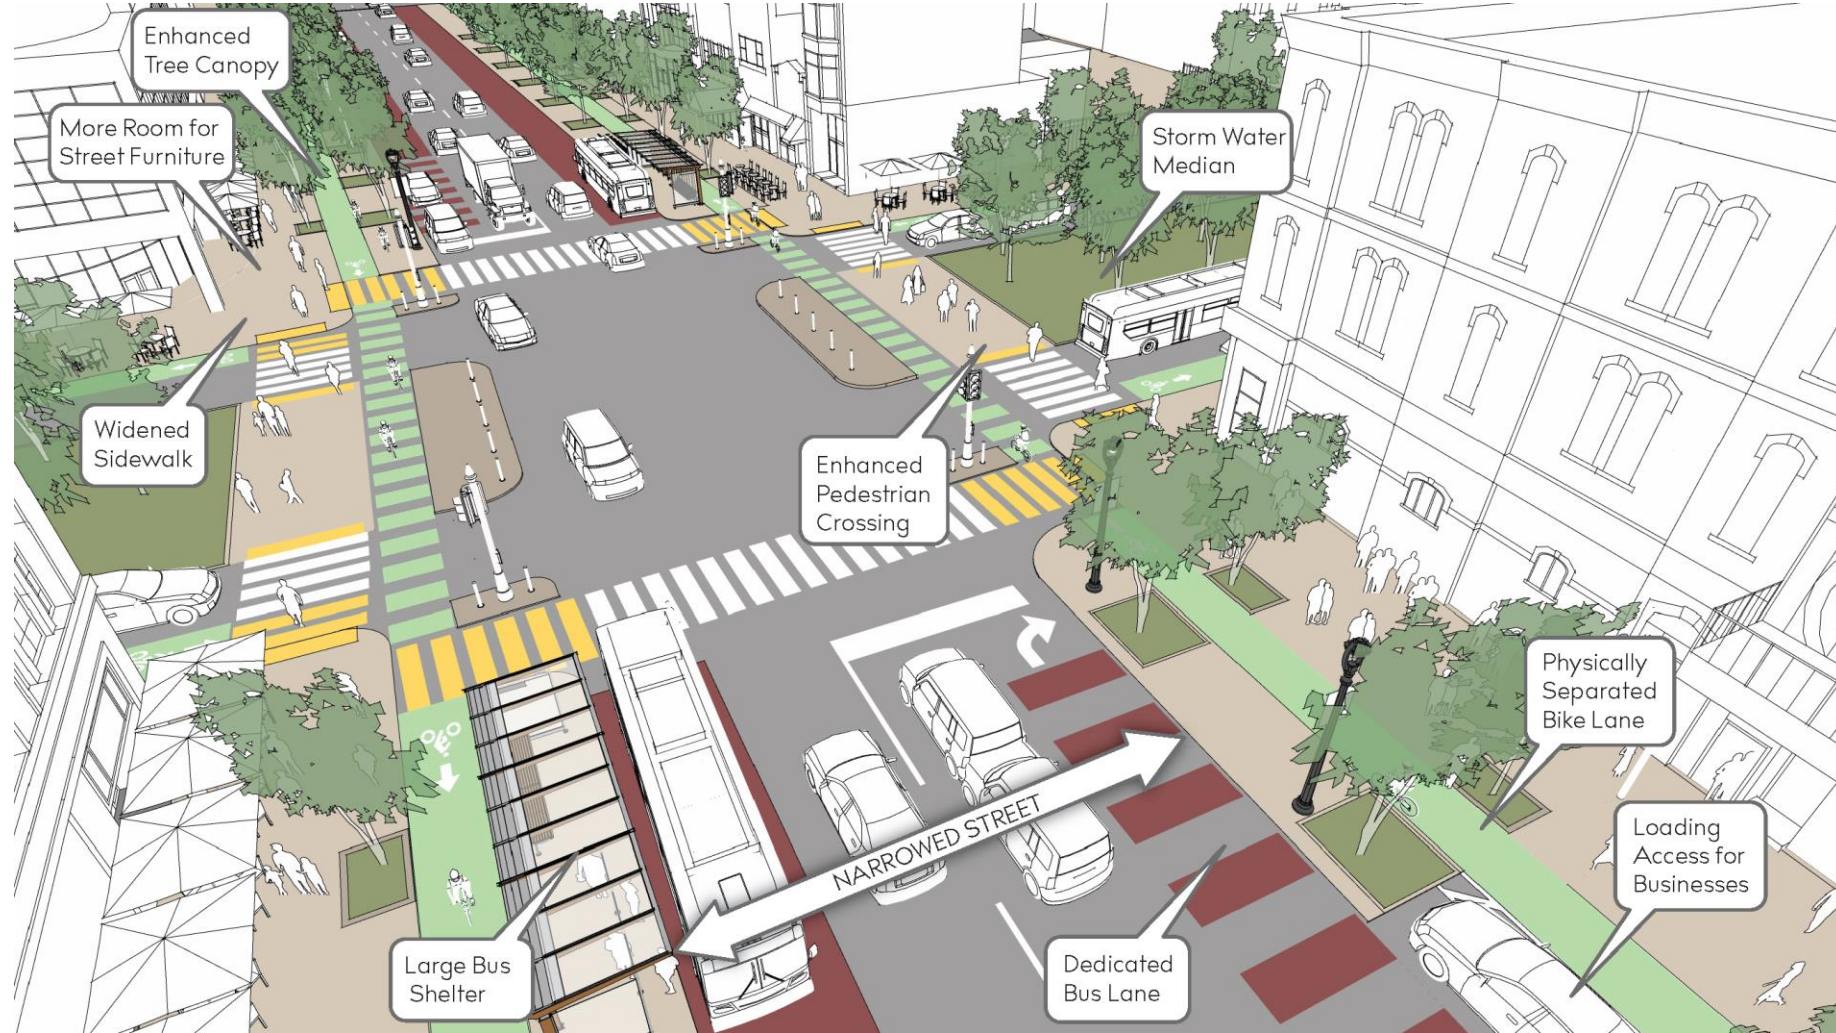 Enhanced
Tree Canopy
More Room for
Street Furniture
Storm Water
Median
Widened
Sidewalk
Enhanced
Pedestrian
Crossing
Physically
Separated
Bike Lane
NARROWED STREET
Loading
Access for
Businesses
Large Bus
Shelter
Dedicated
Bus Lane